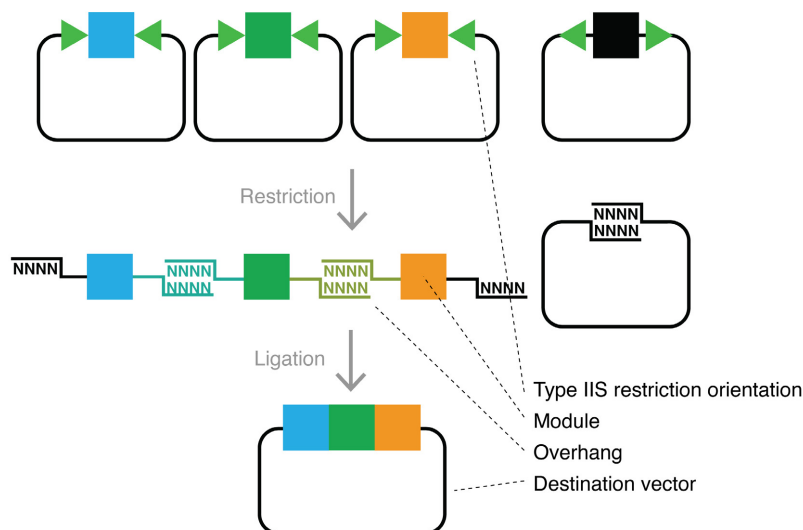 Restriction
NNNN
NNNN
NNNN
NNNN
NNNN
NNNN
NNNN
NNNN
Ligation
Type IIS restriction orientation
Module
Overhang
Destination vector